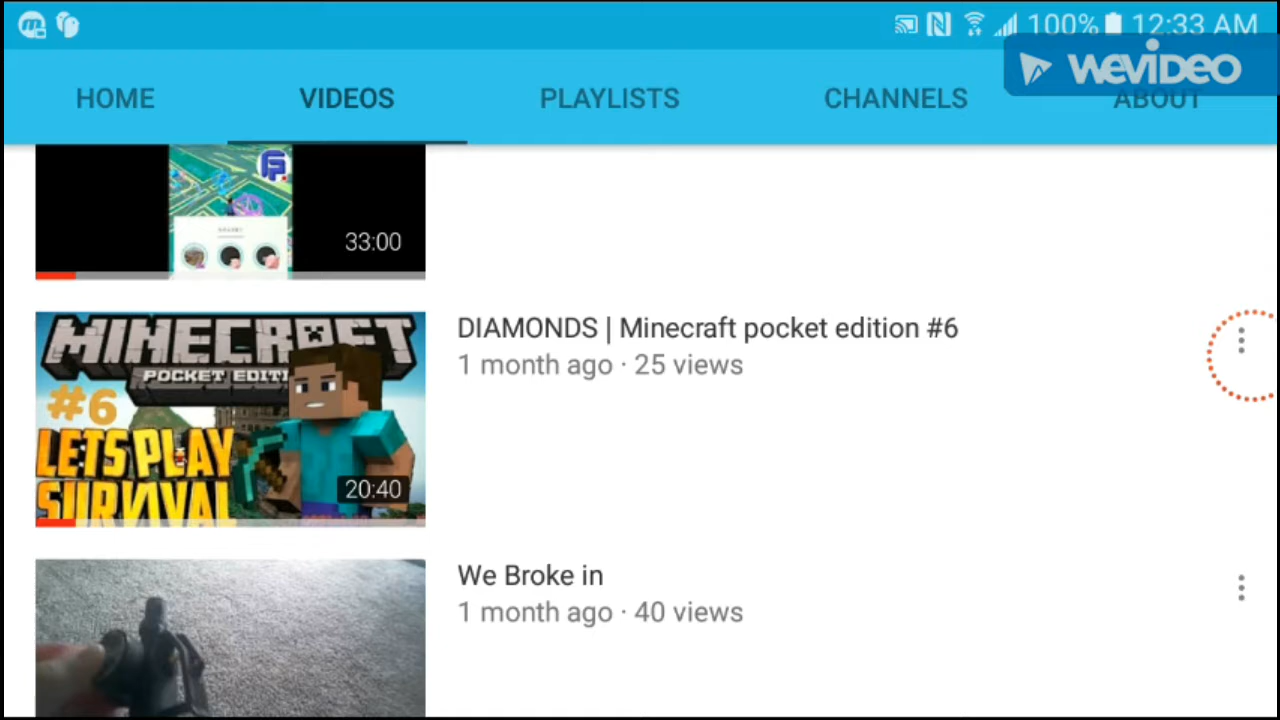 100% 12:33 AM
WEVIDEO
HOME VIDEOS PLAYLISTS CHANNELS ABOUT
33:00
MINECRAFT
POCKET EDITI
#6
LETS PLAY
SURVIVAL
20:40
DIAMONDS | Minecraft pocket edition #6
1 month ago · 25 views
We Broke in
1 month ago · 40 views